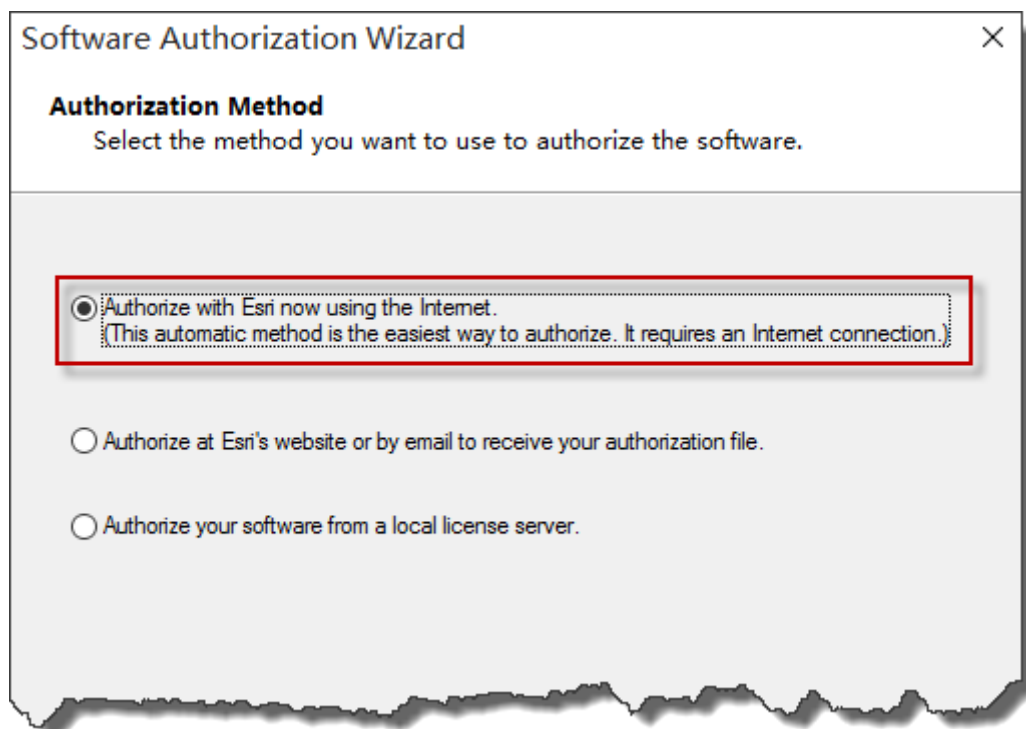 Software Authorization Wizard
Authorization Method
Select the method you want to use to authorize the software.
Authorize with Esri now using the Internet.
(This automatic method is the easiest way to authorize. It requires an Internet connection.)
Authorize at Esri's website or by email to receive your authorization file.
Authorize your software from a local license server.